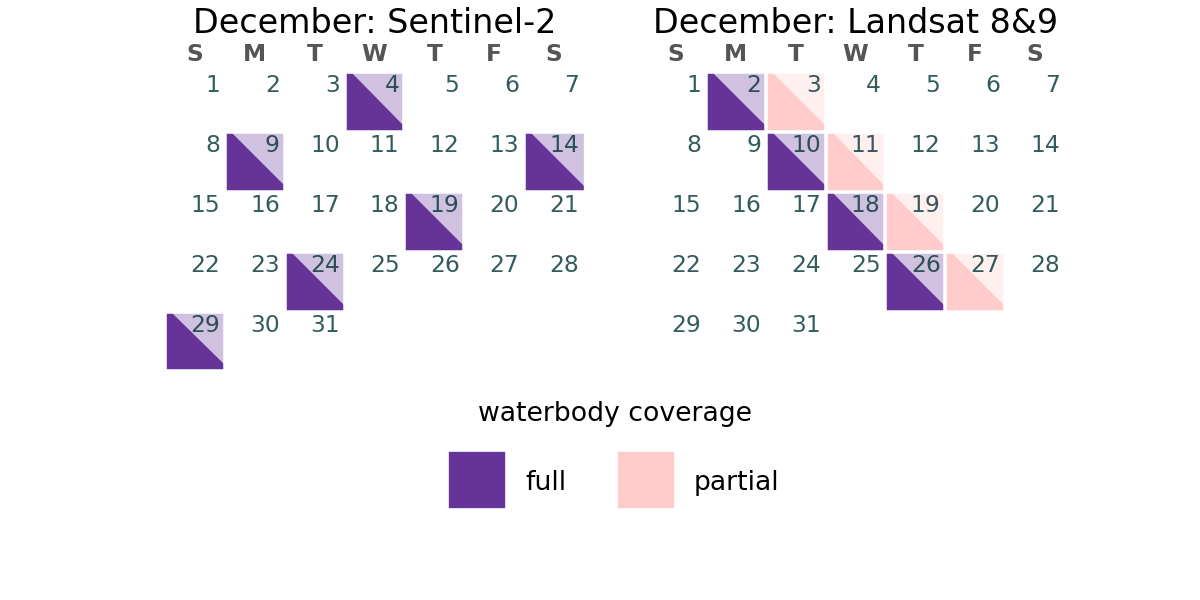 December: Sentinel-2
S M T W T F S
1 2 3 4 5 6 7
8 9 10 11 12 13 14
15 16 17 18 19 20 21
22 23 24 25 26 27 28
29 30 31
December: Landsat 8&9
S M T W T F S
1 2 3 4 5 6 7
8 9 10 11 12 13 14
15 16 17 18 19 20 21
22 23 24 25 26 27 28
29 30 31
waterbody coverage
full partial